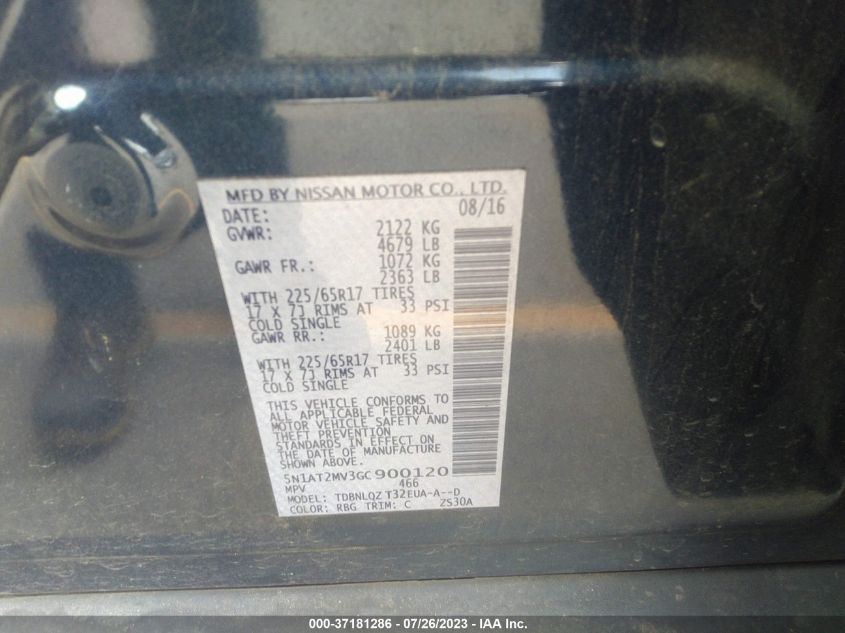 MFD BY NISSAN MOTOR CO., LTD.
DATE: 08/16
GVWR: 2122 KG
4679 LB
GAWR FR.: 1072 KG
2363 LB
WITH 225/65R17 TIRES
17 X 7J RIMS AT 33 PSI
COLD SINGLE
GAWR RR.: 1089 KG
2401 LB
WITH 225/65R17 TIRES
17 X 7J RIMS AT 33 PSI
COLD SINGLE
THIS VEHICLE CONFORMS TO
ALL APPLICABLE FEDERAL
MOTOR VEHICLE SAFETY AND
THEFT PREVENTION
STANDARDS IN EFFECT ON
THE DATE OF MANUFACTURE
SHOWN ABOVE.
5N1AT2MV3GC900120
MPV 466
MODEL: TDBNLQZ T32EUA-A--D
COLOR: RBG TRIM: C ZS30A
000-37181286 - 07/26/2023 - IAA Inc.